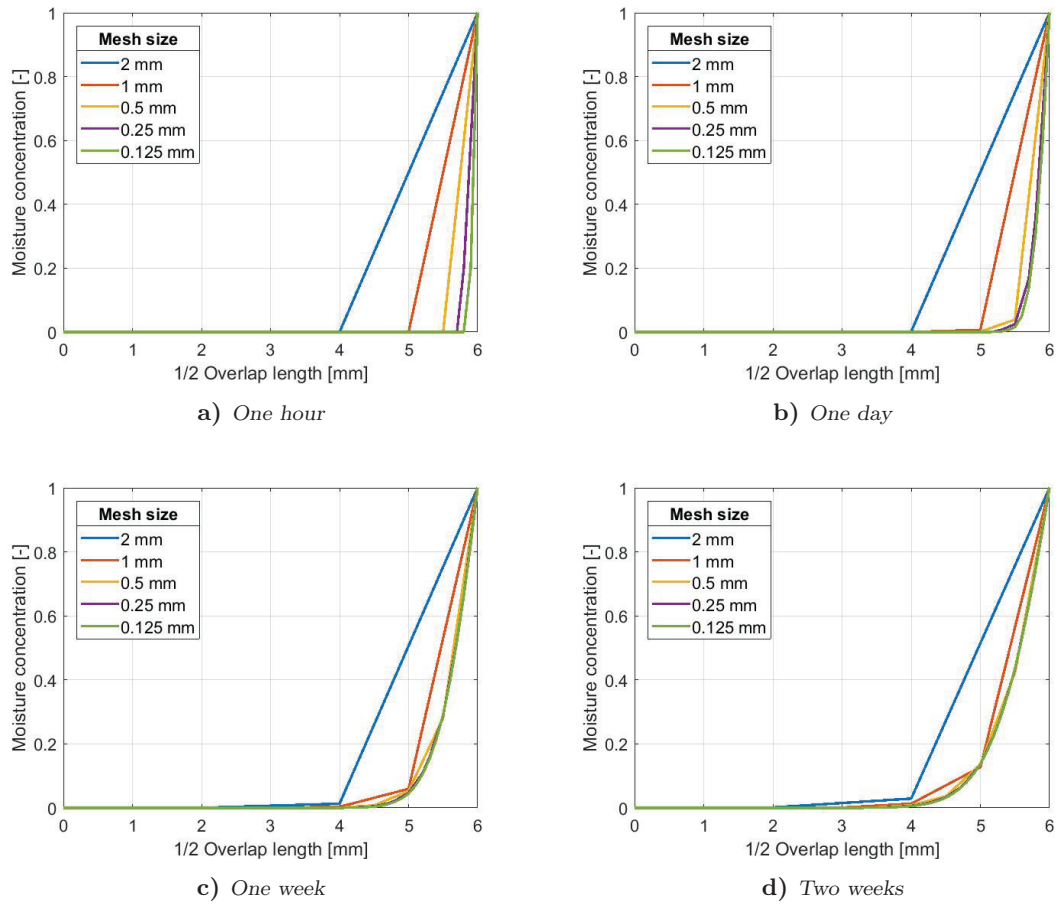 Moisture concentration [-]
1
0.8
0.6
0.4
0.2
0
Mesh size
2 mm
1 mm
0.5 mm
0.25 mm
0.125 mm
0 1 2 3 4 5 6
1/2 Overlap length [mm]
a) One hour
Moisture concentration [-]
1
0.8
0.6
0.4
0.2
0
Mesh size
2 mm
1 mm
0.5 mm
0.25 mm
0.125 mm
0 1 2 3 4 5 6
1/2 Overlap length [mm]
b) One day
Moisture concentration [-]
1
0.8
0.6
0.4
0.2
0
Mesh size
2 mm
1 mm
0.5 mm
0.25 mm
0.125 mm
0 1 2 3 4 5 6
1/2 Overlap length [mm]
c) One week
Moisture concentration [-]
1
0.8
0.6
0.4
0.2
0
Mesh size
2 mm
1 mm
0.5 mm
0.25 mm
0.125 mm
0 1 2 3 4 5 6
1/2 Overlap length [mm]
d) Two weeks